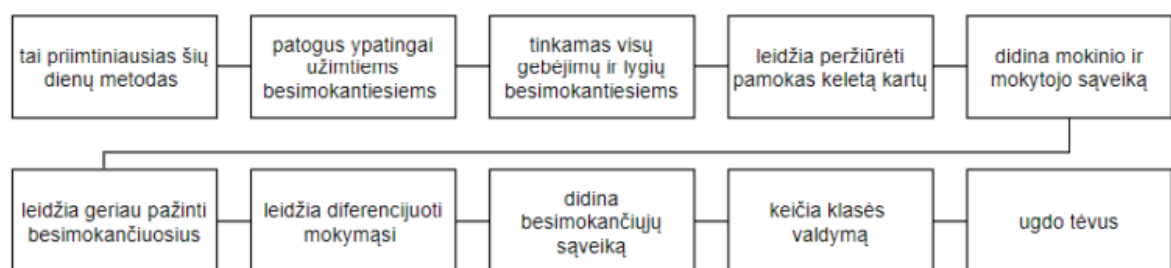 tai priimtiniausias šių
dienų metodas
patogus ypatingai
užimtiems
besimokantiesiems
tinkamas visų
gebėjimų ir lygių
besimokantiesiems
leidžia peržiūrėti
pamokas keletą kartų
didina mokinio ir
mokytojo sąveiką
leidžia geriau pažinti
besimokančiuosius
leidžia diferencijuoti
mokymąsi
didina
besimokančiųjų
sąveiką
keičia klasės
valdymą
ugdo tėvus